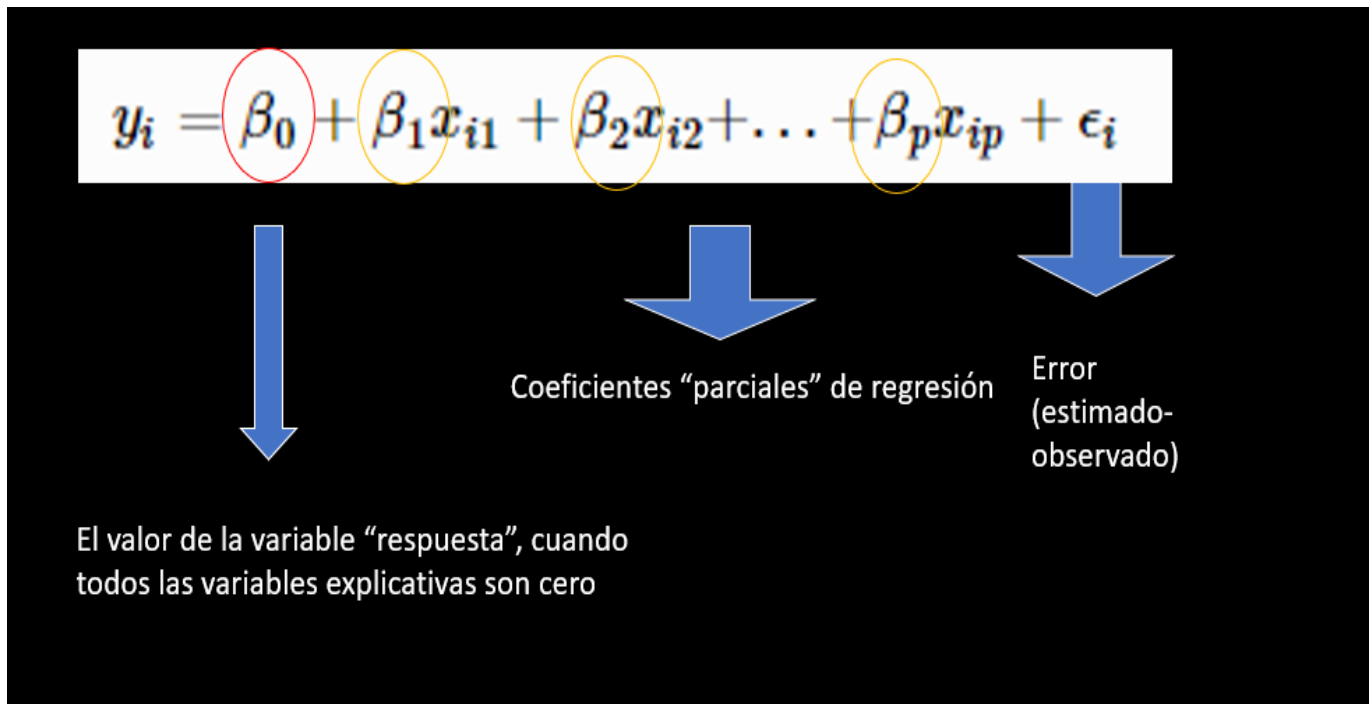 yᵢ = β₀ + β₁xᵢ₁ + β₂xᵢ₂+. . . +βₚxᵢₚ + ϵᵢ
Coeficientes “parciales” de regresión
Error
(estimado-
observado)
El valor de la variable “respuesta”, cuando
todos las variables explicativas son cero